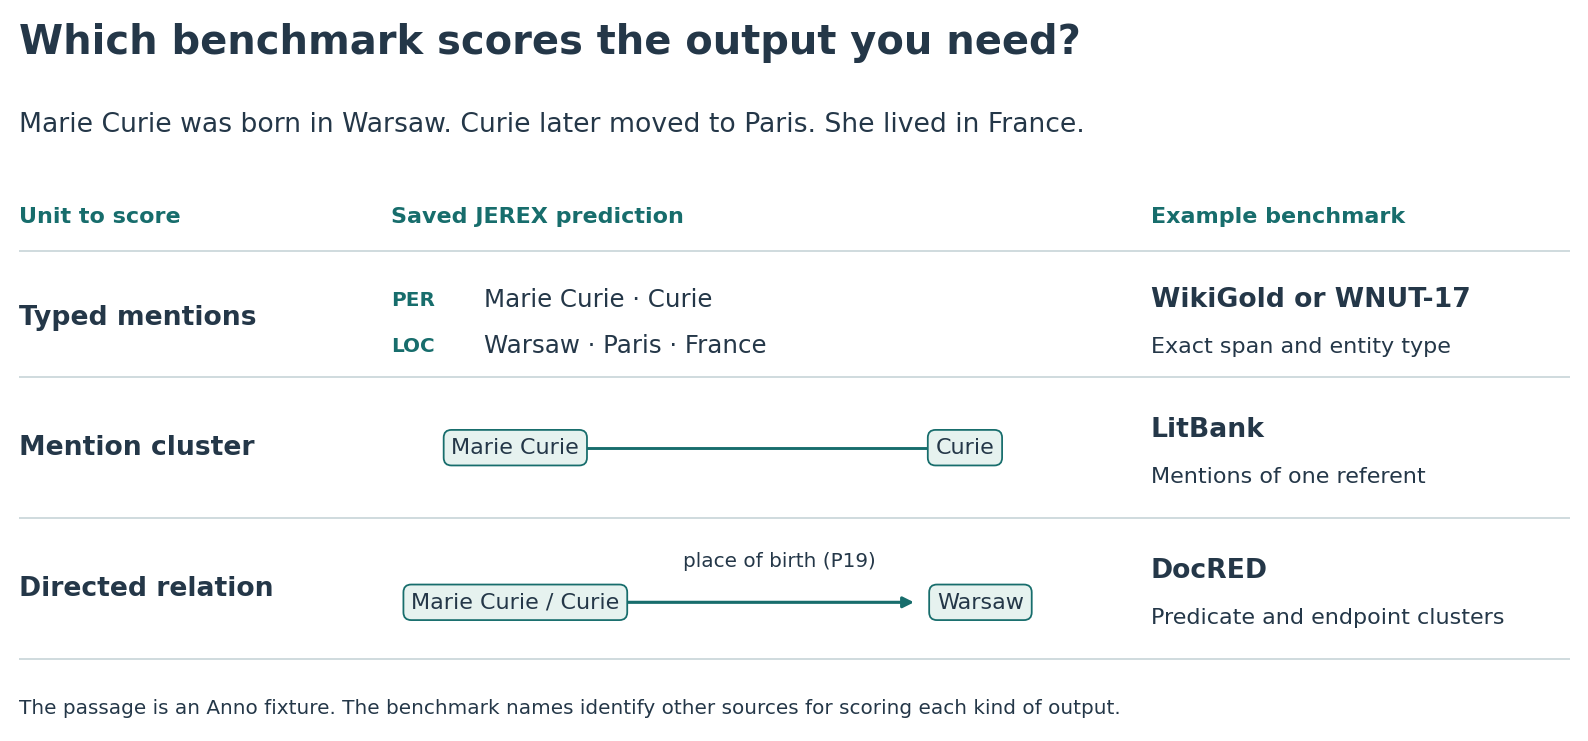 Which benchmark scores the output you need?
Marie Curie was born in Warsaw. Curie later moved to Paris. She lived in France.
Unit to score
Saved JEREX prediction
Example benchmark
Typed mentions
PER
Marie Curie · Curie
LOC
Warsaw · Paris · France
WikiGold or WNUT-17
Exact span and entity type
Mention cluster
Marie Curie
Curie
LitBank
Mentions of one referent
Directed relation
place of birth (P19)
Marie Curie / Curie
Warsaw
DocRED
Predicate and endpoint clusters
The passage is an Anno fixture. The benchmark names identify other sources for scoring each kind of output.